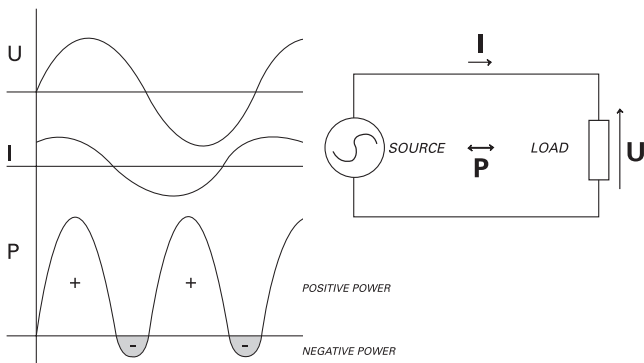 U
I
P
+
+
-
-
POSITIVE POWER
NEGATIVE POWER
I
SOURCE
P
LOAD
U